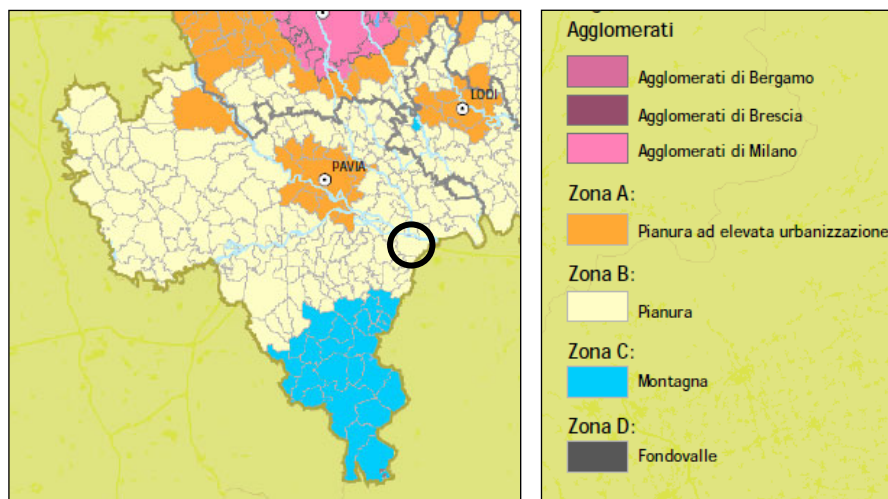 LODI
PAVIA
Agglomerati
Agglomerati di Bergamo
Agglomerati di Brescia
Agglomerati di Milano
Zona A:
Pianura ad elevata urbanizzazione
Zona B:
Pianura
Zona C:
Montagna
Zona D:
Fondovalle